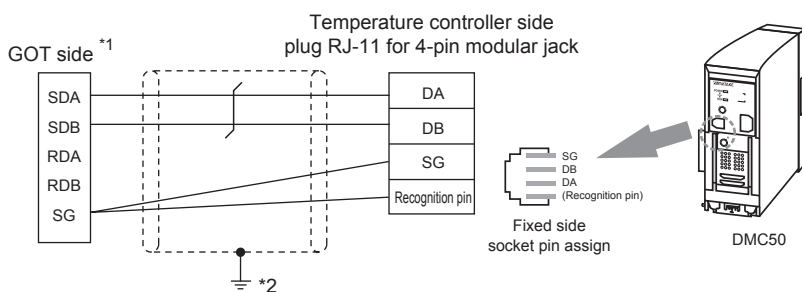 Temperature controller side
plug RJ-11 for 4-pin modular jack
GOT side *1
SDA
SDB
RDA
RDB
SG
DA
DB
SG
Recognition pin
*2
SG
DB
DA
(Recognition pin)
Fixed side
socket pin assign
DMC50